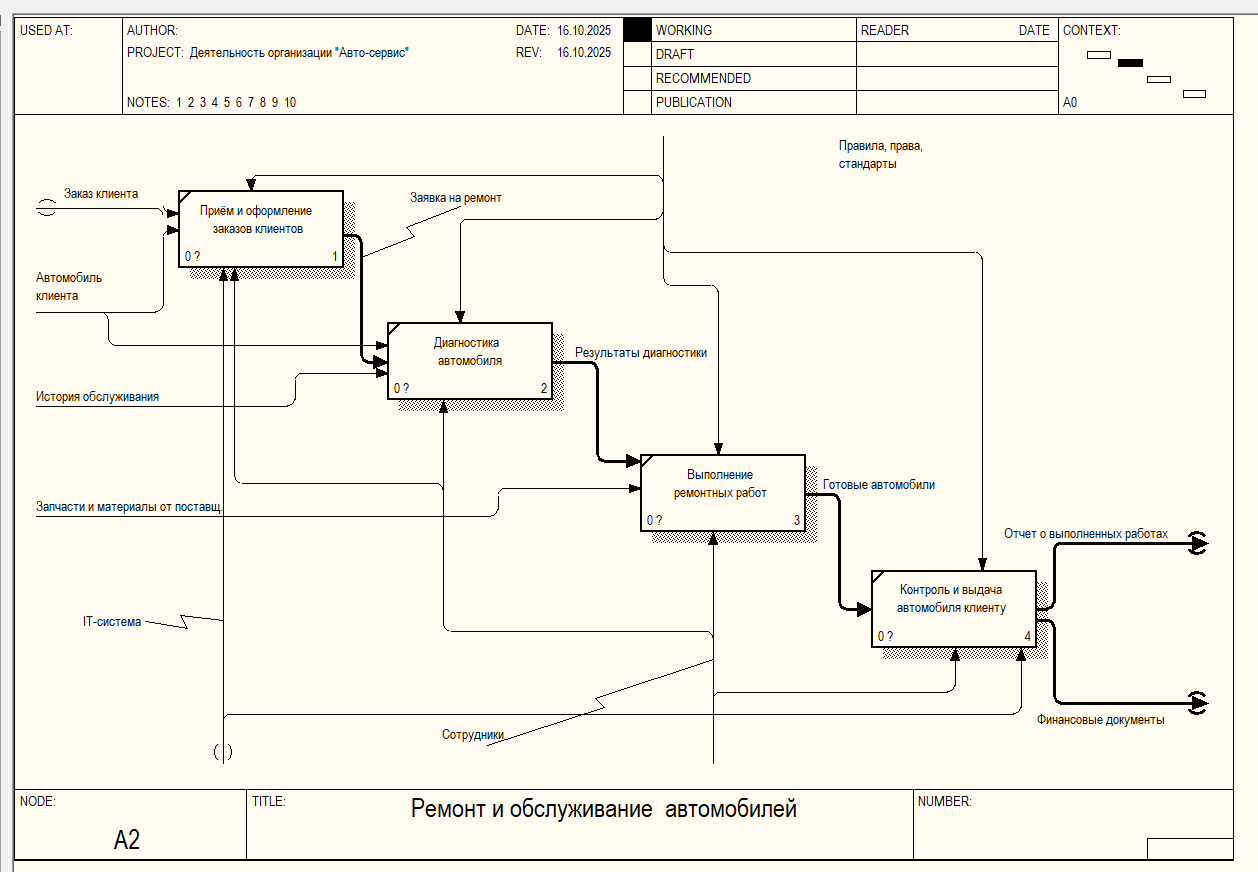 USED AT:
AUTHOR:
DATE: 16.10.2025
PROJECT: Деятельность организации "Авто-сервис"
REV: 16.10.2025
NOTES: 1 2 3 4 5 6 7 8 9 10
WORKING
DRAFT
RECOMMENDED
PUBLICATION
READER
DATE
CONTEXT:
A0
Правила, права,
стандарты
Заказ клиента
Заявка на ремонт
Приём и оформление
заказов клиентов
0 ?
1
Автомобиль
клиента
Диагностика
автомобиля
0 ?
2
Результаты диагностики
История обслуживания
Выполнение
ремонтных работ
0 ?
3
Готовые автомобили
Запчасти и материалы от поставщ.
Отчет о выполненных работах
Контроль и выдача
автомобиля клиенту
0 ?
4
IT-система
Финансовые документы
Сотрудники
NODE:
A2
TITLE:
Ремонт и обслуживание автомобилей
NUMBER: